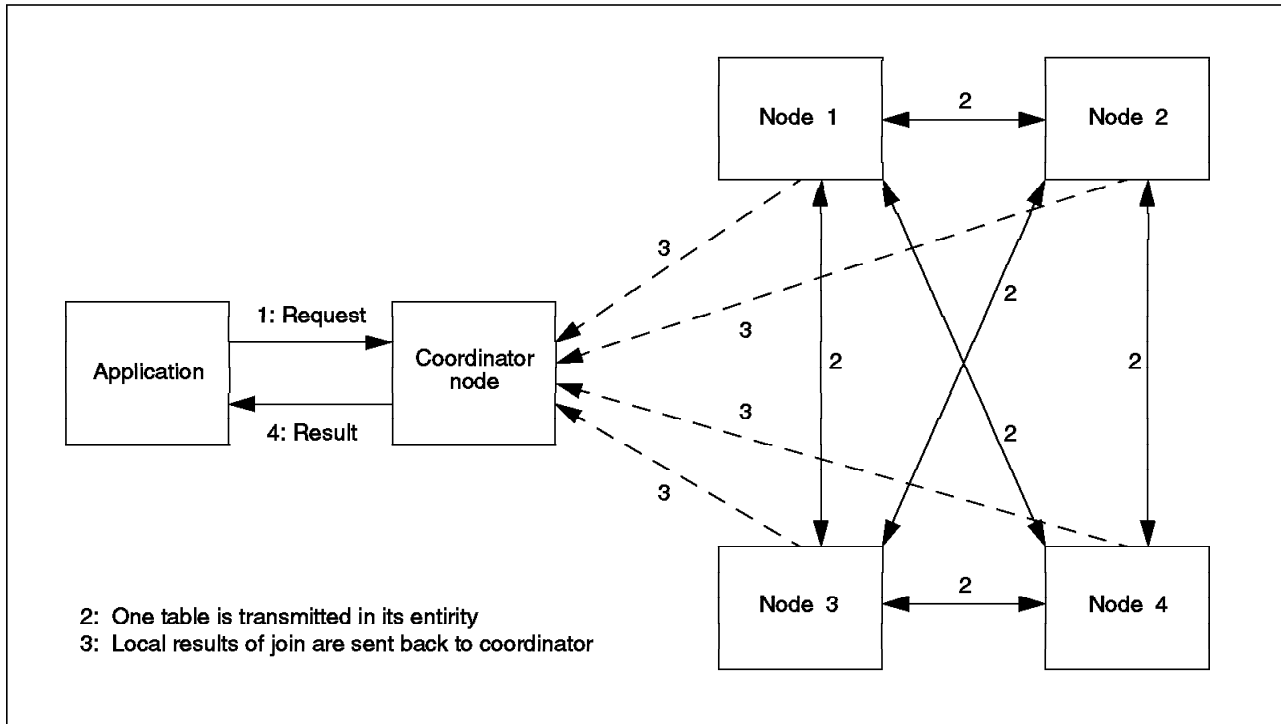 Node 1
2
Node 2
3
2
1: Request
3
Application
Coordinator
node
2
2
3
4: Result
2
3
2: One table is transmitted in its entirity
3: Local results of join are sent back to coordinator
Node 3
2
Node 4